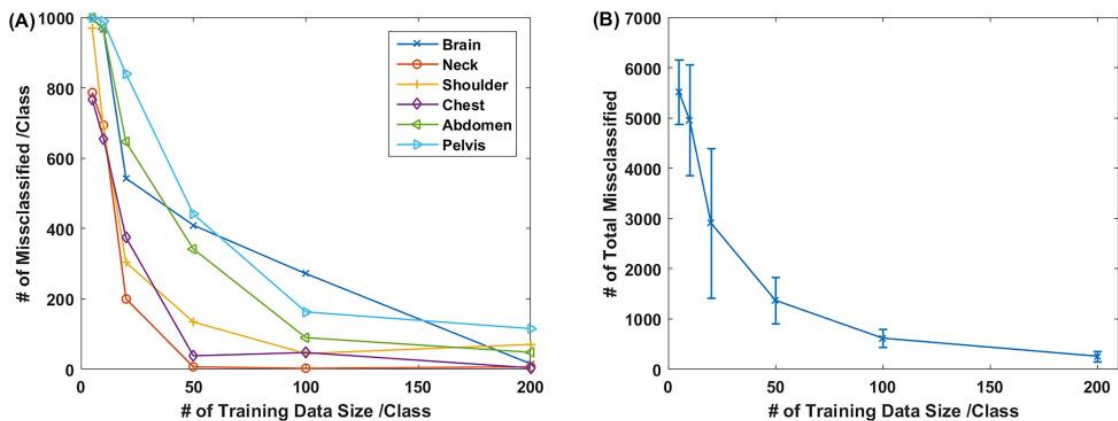 (A)
1000
800
600
400
200
0
# of Missclassified /Class
0
50
100
150
200
# of Training Data Size /Class
Brain
Neck
Shoulder
Chest
Abdomen
Pelvis
(B)
7000
6000
5000
4000
3000
2000
1000
0
# of Total Missclassified
0
50
100
150
200
# of Training Data Size /Class